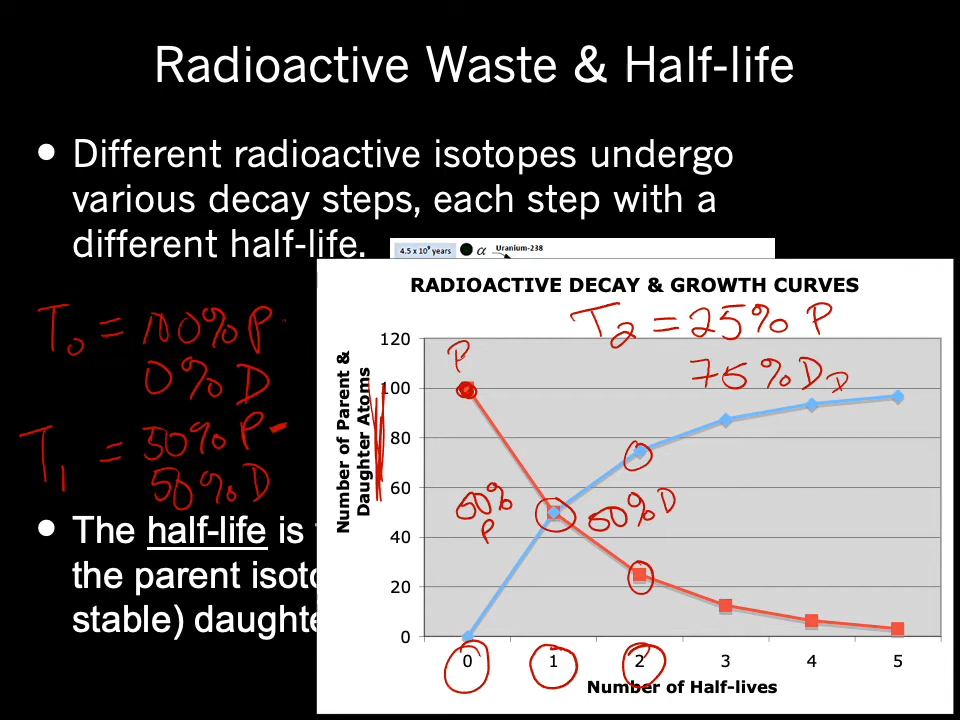 Radioactive Waste & Half-life
• Different radioactive isotopes undergo
various decay steps, each step with a
different half-life.
4.5 x 10⁹ years α Uranium-238
T₀ = 100% P
0% D
T₁ = 50% P
50% D
• The half-life is
the parent
stable)
RADIOACTIVE DECAY & GROWTH CURVES
T₂ = 25% P
75% D
Number of Parent &
Daughter Atoms
120
100
80
60
40
20
0
P
D
50%
P
50% D
0 1 2 3 4 5
Number of Half-lives